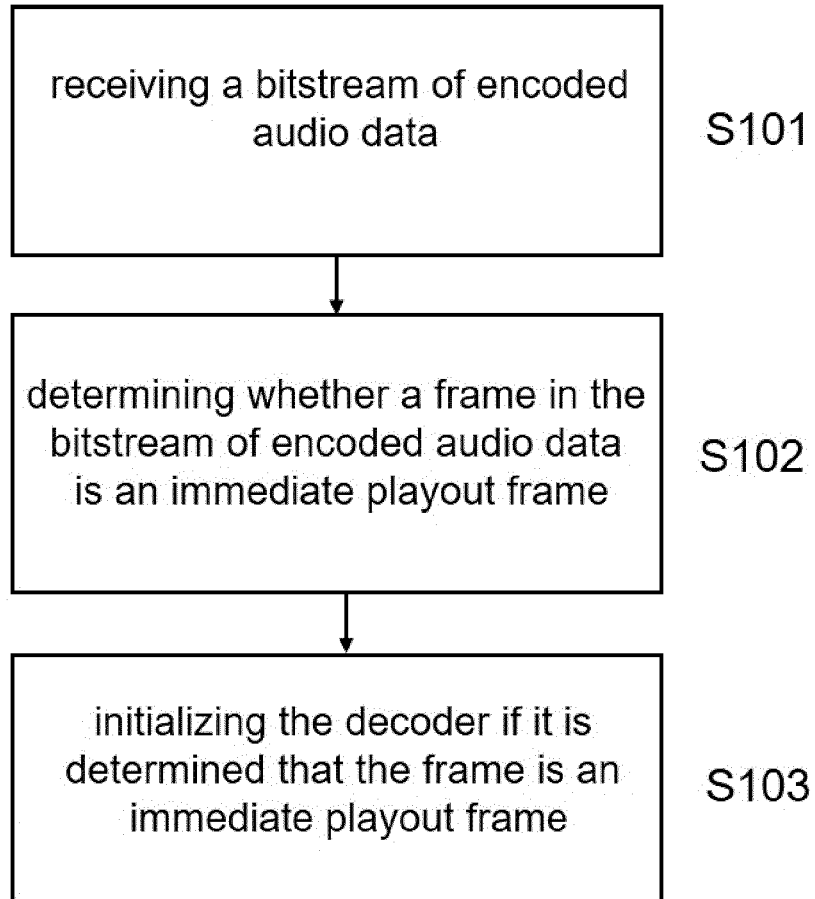 receiving a bitstream of encoded
audio data
S101
determining whether a frame in the
bitstream of encoded audio data
is an immediate playout frame
S102
initializing the decoder if it is
determined that the frame is an
immediate playout frame
S103